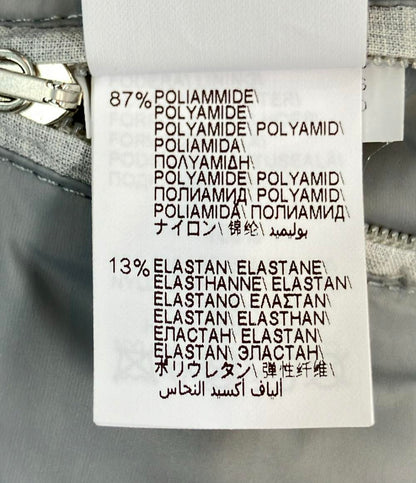 87% POLIAMMIDE\
POLYAMIDE\
POLYAMIDE\ POLYAMID\
POLIAMIDA\
ΠΟΛΥΑΜΙΔΗ\
POLYAMIDE\ POLYAMID\
ПОЛИАМИД\ POLYAMID\
POLIAMIDA\ ПОЛИАМИД\
ナイロン\ 锦纶\ بوليميد
13% ELASTAN\ ELASTANE\
ELASTHANNE\ ELASTAN\
ELASTANO\ ΕΛΑΣΤΑΝ\
ELASTAN\ ELASTHAN\
ЕЛАСТАН\ ELASTAN\
ELASTAN\ ЭЛАСТАН\
ポリウレタン\ 弹性纤维\
الياف أكسيد النحاس